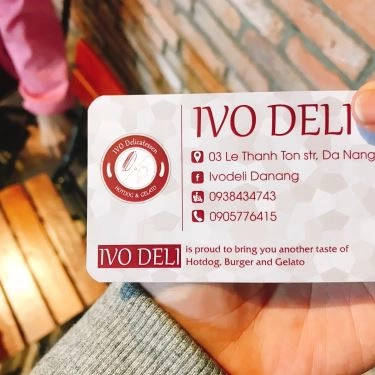 IVO DELI
IVO Delicatessen
HOTDOG & GELATO
03 Le Thanh Ton str, Da Nang
Ivodeli Danang
0938434743
0905776415
IVO DELI is proud to bring you another taste of
Hotdog, Burger and Gelato